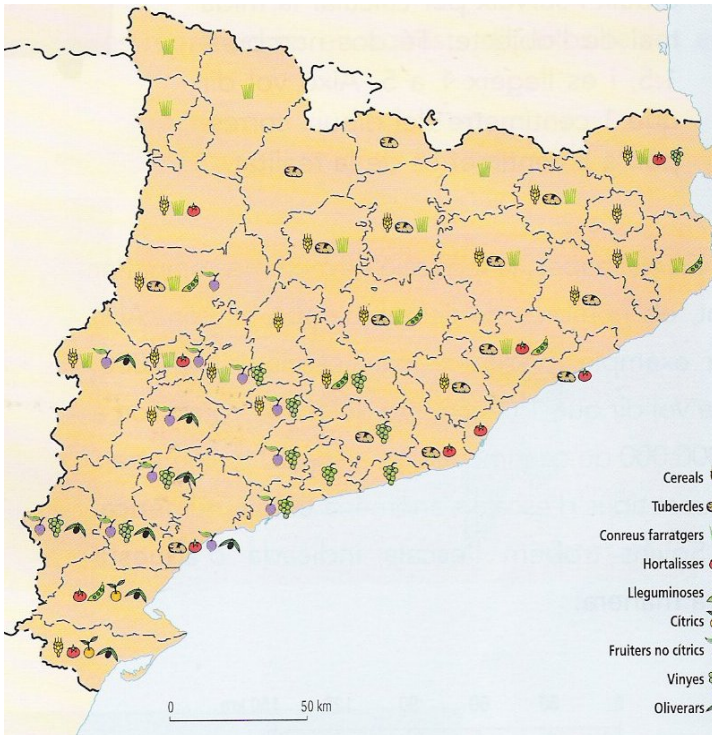 Cereals
Tubercles
Conreus farratgers
Hortalisses
Lleguminoses
Cítrics
Fruiters no cítrics
Vinyes
Oliverars
0 50 km